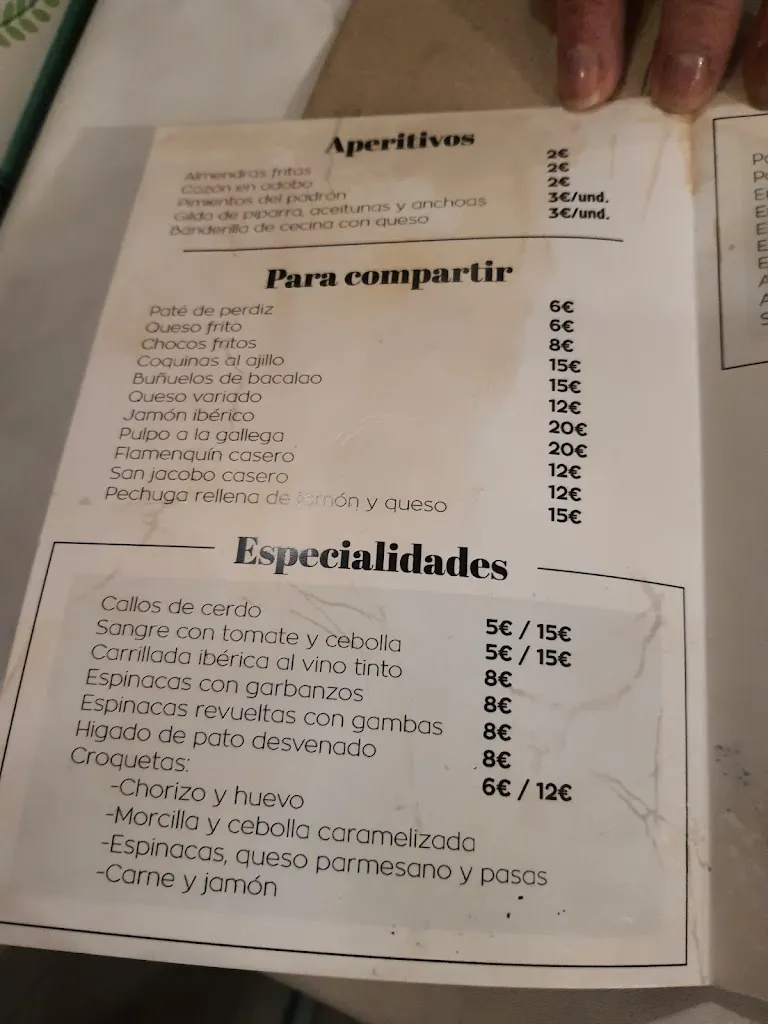 Aperitivos
Almendras fritas 2€
Cazón en adobo 2€
Pimientos del padrón 2€
Gilda de piparra, aceitunas y anchoas 3€/und.
Banderilla de cecina con queso 3€/und.
Para compartir
Paté de perdiz 6€
Queso frito 6€
Chocos fritos 8€
Coquinas al ajillo 15€
Buñuelos de bacalao 15€
Queso variado 12€
Jamón ibérico 20€
Pulpo a la gallega 20€
Flamenquín casero 12€
San jacobo casero 12€
Pechuga rellena de jamón y queso 15€
Especialidades
Callos de cerdo 5€ / 15€
Sangre con tomate y cebolla 5€ / 15€
Carrillada ibérica al vino tinto 8€
Espinacas con garbanzos 8€
Espinacas revueltas con gambas 8€
Higado de pato desvenado 8€
Croquetas: 6€ / 12€
-Chorizo y huevo
-Morcilla y cebolla caramelizada
-Espinacas, queso parmesano y pasas
-Carne y jamón